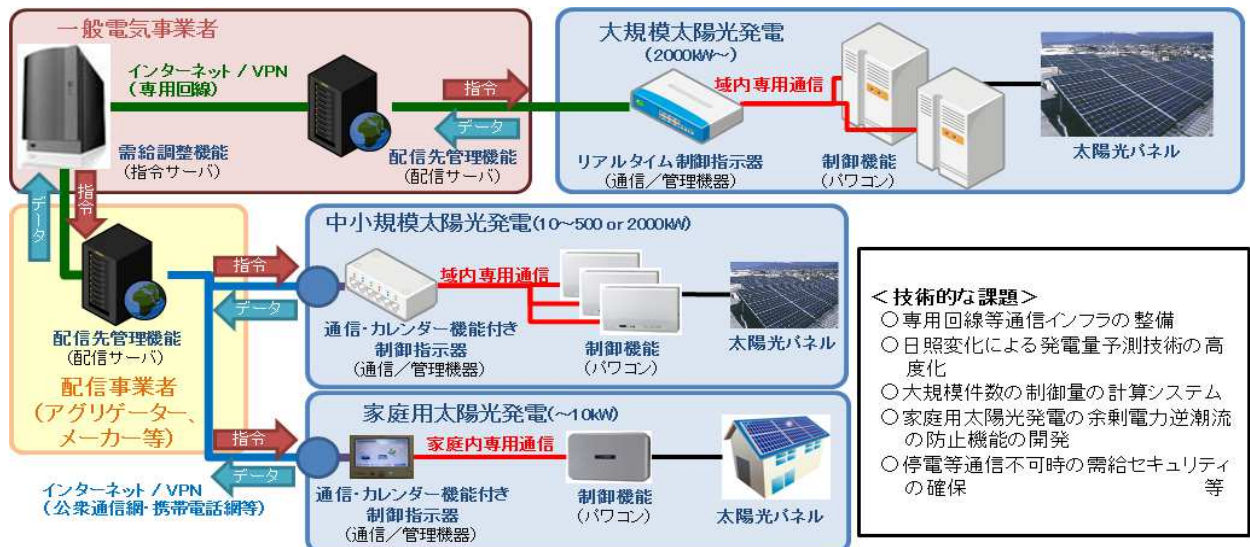 一般電気事業者
インターネット / VPN
(専用回線)
指令
データ
需給調整機能
(指令サーバ)
配信先管理機能
(配信サーバ)
大規模太陽光発電
(2000kW～)
域内専用通信
リアルタイム制御指示器
(通信／管理機器)
制御機能
(パワコン)
太陽光パネル
データ
指令
配信先管理機能
(配信サーバ)
配信事業者
(アグリゲーター、
メーカー等)
指令
データ
中小規模太陽光発電(10～500 or 2000kW)
域内専用通信
通信・カレンダー機能付き
制御指示器
(通信／管理機器)
制御機能
(パワコン)
太陽光パネル
指令
データ
インターネット / VPN
(公衆通信網・携帯電話網等)
家庭用太陽光発電(～10kW)
家庭内専用通信
通信・カレンダー機能付き
制御指示器
(通信／管理機器)
制御機能
(パワコン)
太陽光パネル
＜技術的な課題＞
○専用回線等通信インフラの整備
○日照変化による発電量予測技術の高
度化
○大規模件数の制御量の計算システム
○家庭用太陽光発電の余剰電力逆潮流
の防止機能の開発
○停電等通信不可時の需給セキュリティ
の確保 等